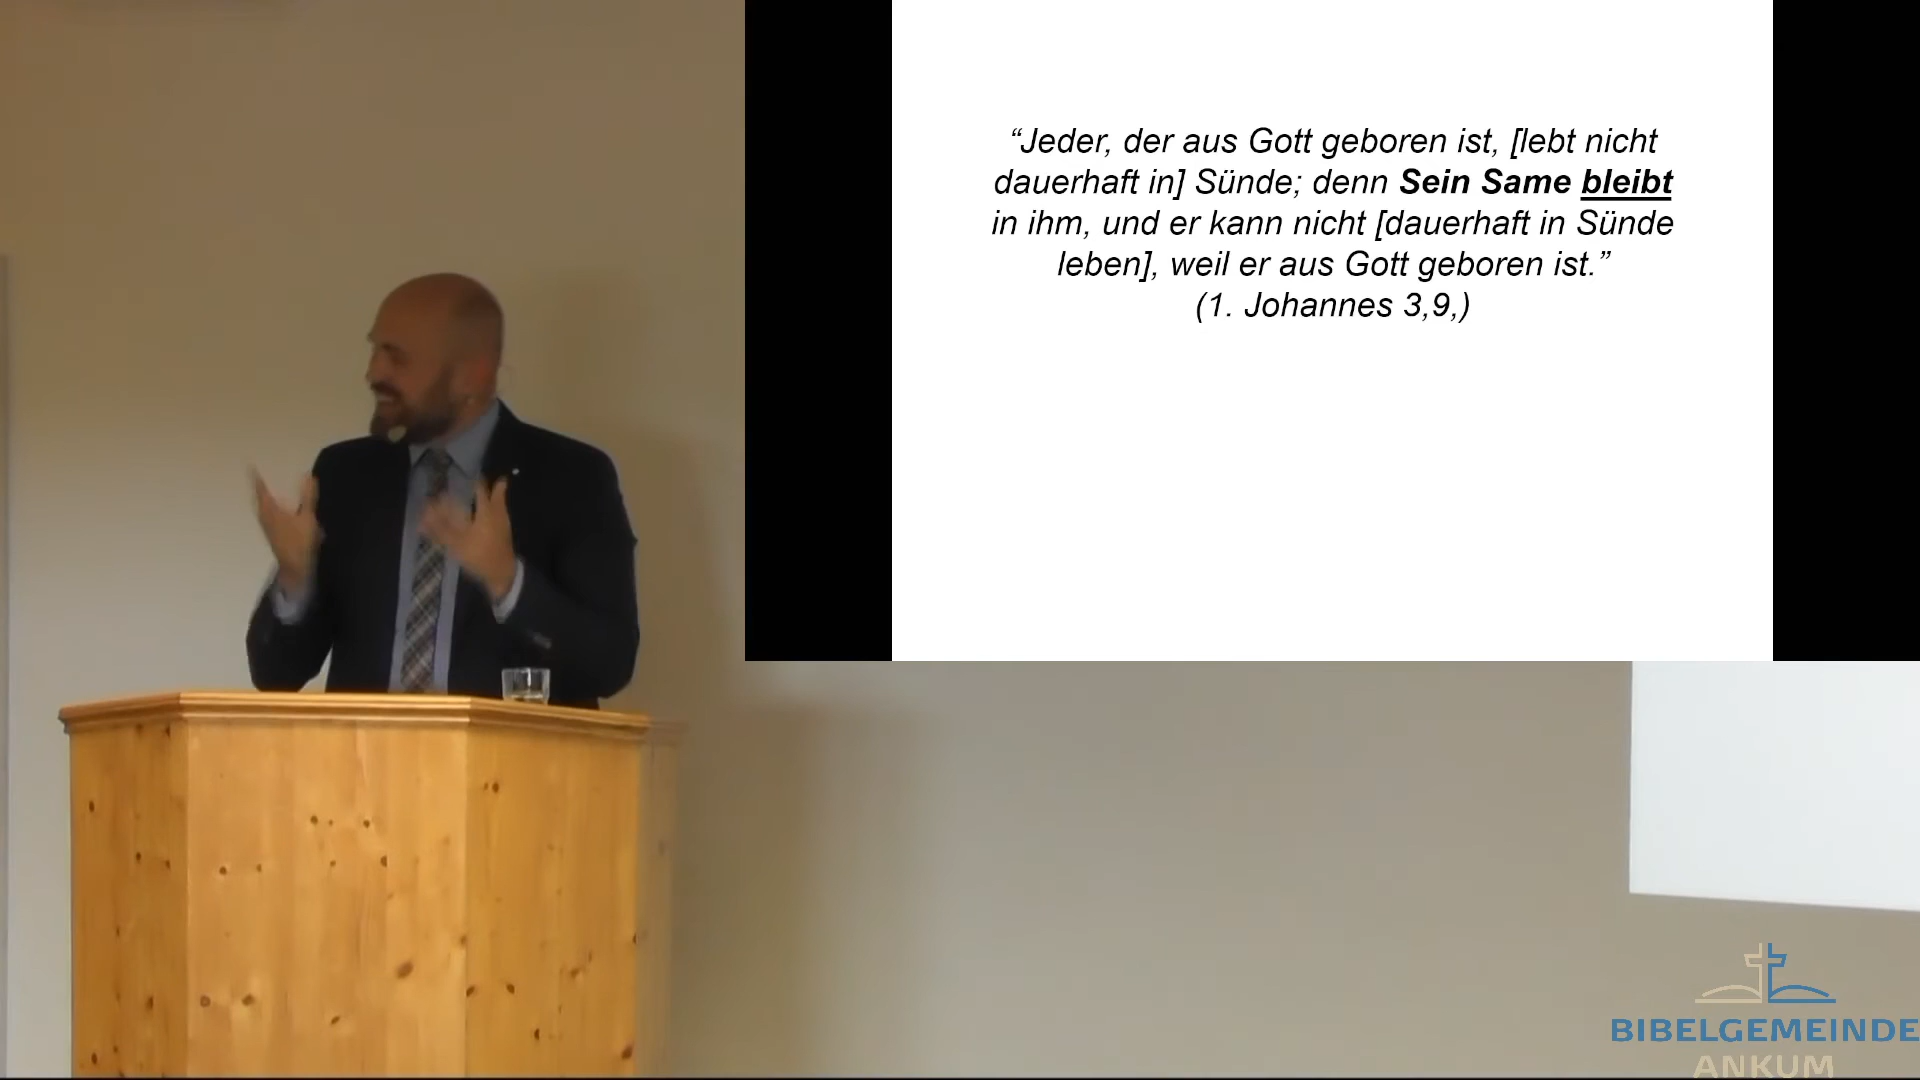 “Jeder, der aus Gott geboren ist, [lebt nicht
dauerhaft in] Sünde; denn Sein Same bleibt
in ihm, und er kann nicht [dauerhaft in Sünde
leben], weil er aus Gott geboren ist.”
(1. Johannes 3,9,)
BIBELGEMEINDE
ANKUM